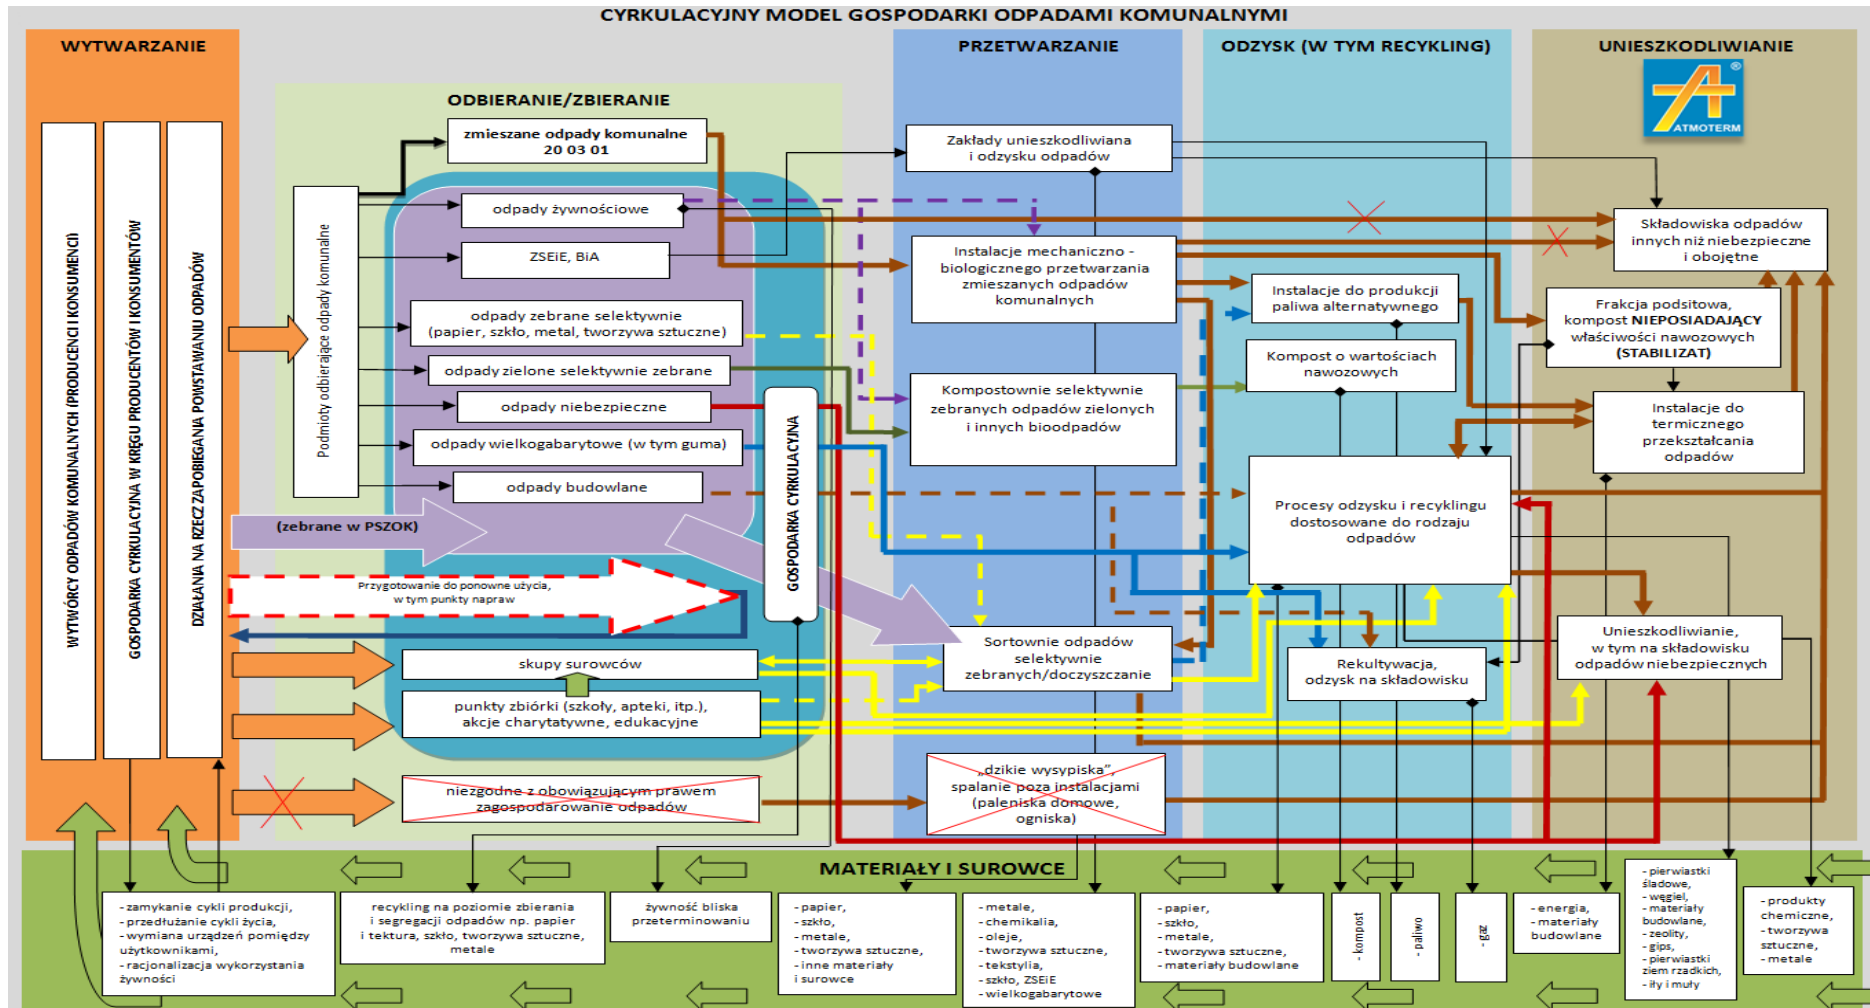 CYRKULACYJNY MODEL GOSPODARKI ODPADAMI KOMUNALNYMI
WYTWARZANIE
WYTWÓRCY ODPADÓW KOMUNALNYCH (PRODUCENCI I KONSUMENCI)
GOSPODARKA CYRKULACYJNA W KRĘGU PRODUCENTÓW I KONSUMENTÓW
DZIAŁANIA NA RZECZ ZAPOBIEGANIA POWSTAWANIU ODPADÓW
ODBIERANIE/ZBIERANIE
Podmioty odbierające odpady komunalne
zmieszane odpady komunalne
20 03 01
odpady żywnościowe
ZSEiE, BiA
odpady zebrane selektywnie
(papier, szkło, metal, tworzywa sztuczne)
odpady zielone selektywnie zebrane
odpady niebezpieczne
odpady wielkogabarytowe (w tym guma)
odpady budowlane
(zebrane w PSZOK)
Przygotowanie do ponowne użycia,
w tym punkty napraw
GOSPODARKA CYRKULACYJNA
skupy surowców
punkty zbiórki (szkoły, apteki, itp.),
akcje charytatywne, edukacyjne
niezgodne z obowiązującym prawem
zagospodarowanie odpadów
PRZETWARZANIE
Zakłady unieszkodliwiana
i odzysku odpadów
Instalacje mechaniczno -
biologicznego przetwarzania
zmieszanych odpadów
komunalnych
Kompostownie selektywnie
zebranych odpadów zielonych
i innych bioodpadów
Sortownie odpadów
selektywnie
zebranych/doczyszczanie
„dzikie wysypiska”,
spalanie poza instalacjami
(paleniska domowe,
ogniska)
ODZYSK (W TYM RECYKLING)
Instalacje do produkcji
paliwa alternatywnego
Kompost o wartościach
nawozowych
Procesy odzysku i recyklingu
dostosowane do rodzaju
odpadów
Rekultywacja,
odzysk na składowisku
UNIESZKODLIWIANIE
®
ATMOTERM
Składowiska odpadów
innych niż niebezpieczne
i obojętne
Frakcja podsitowa,
kompost NIEPOSIADAJĄCY
właściwości nawozowych
(STABILIZAT)
Instalacje do
termicznego
przekształcania
odpadów
Unieszkodliwianie,
w tym na składowisku
odpadów niebezpiecznych
MATERIAŁY I SUROWCE
- zamykanie cykli produkcji,
- przedłużanie cykli życia,
- wymiana urządzeń pomiędzy
użytkownikami,
- racjonalizacja wykorzystania
żywności
recykling na poziomie zbierania
i segregacji odpadów np. papier
i tektura, szkło, tworzywa sztuczne,
metale
żywność bliska
przeterminowaniu
- papier,
- szkło,
- metale,
- tworzywa sztuczne,
- inne materiały
i surowce
- metale,
- chemikalia,
- oleje,
- tworzywa sztuczne,
- tekstylia,
- szkło, ZSEiE
- wielkogabarytowe
- papier,
- szkło,
- metale,
- tworzywa sztuczne,
- materiały budowlane
- kompost
- paliwo
- gaz
- energia,
- materiały
budowlane
- pierwiastki
śladowe,
- węgiel,
- materiały
budowlane,
- zeolity,
- gips,
- pierwiastki
ziem rzadkich,
- iły i muły
- produkty
chemiczne,
- tworzywa
sztuczne,
- metale